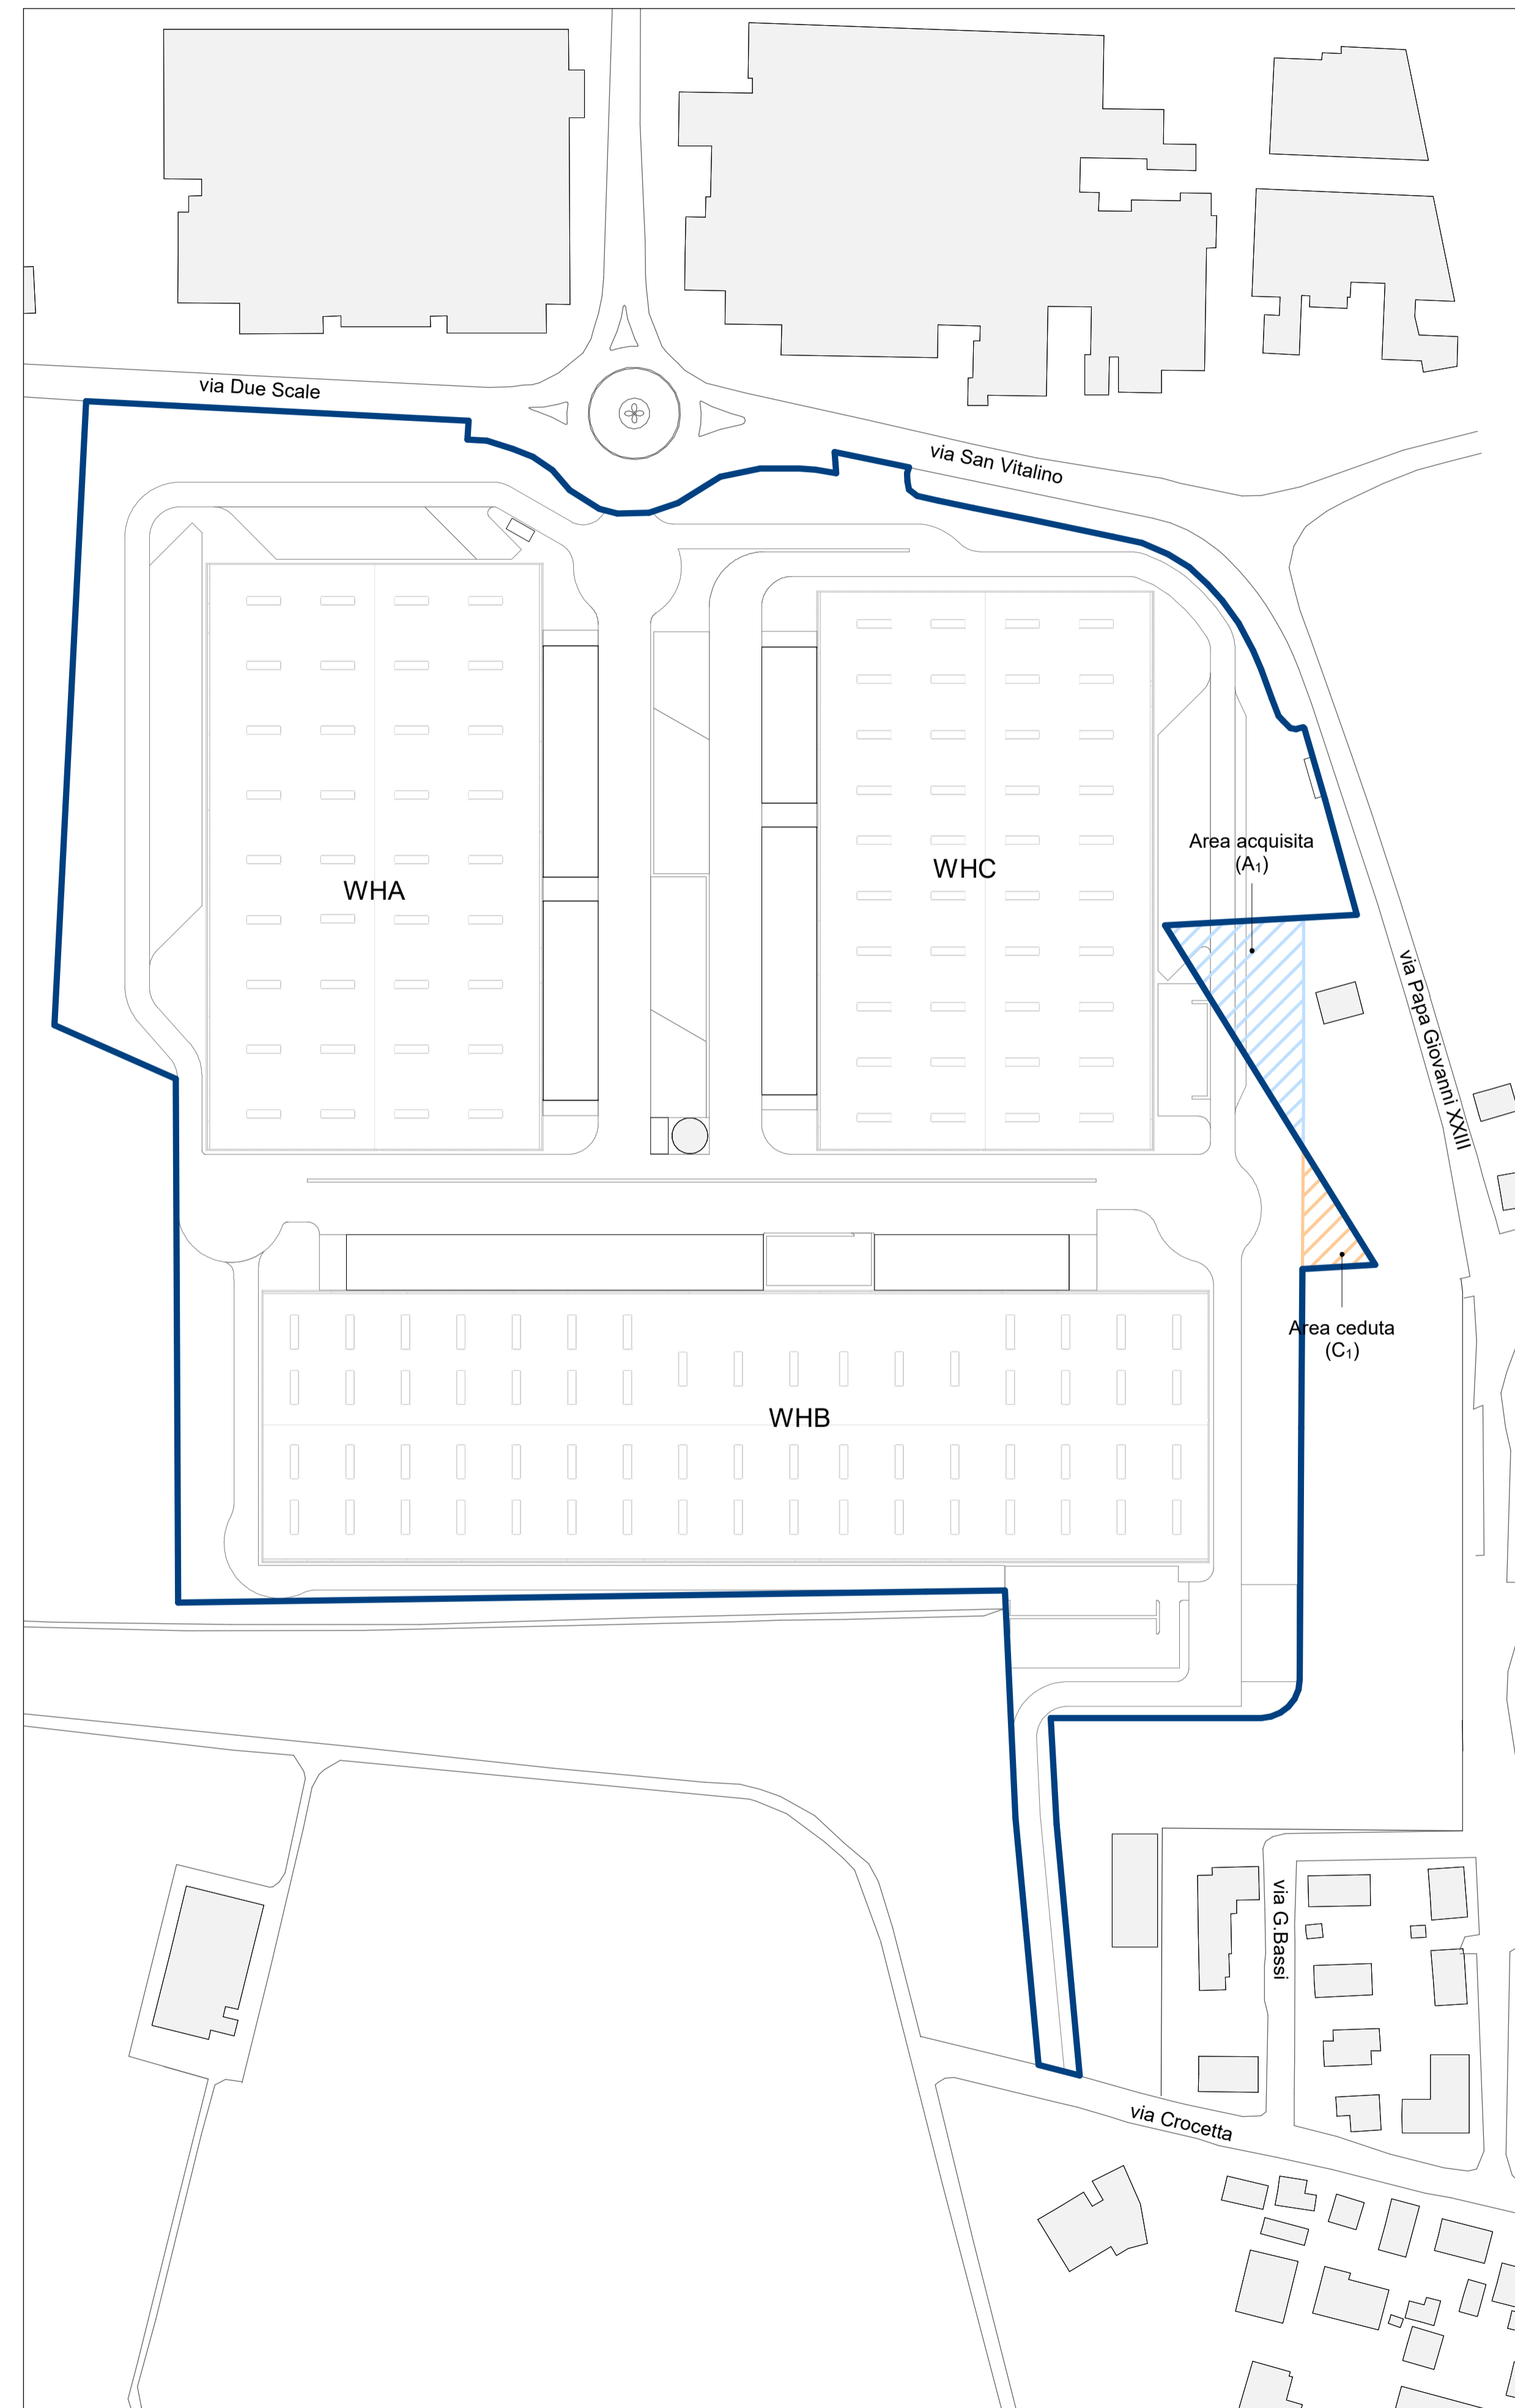 via Due Scale
via San Vitalino
Area acquisita
(A₁)
WHC
WHA
via Papa Giovanni XXIII
Area ceduta
(C₁)
WHB
via G.Bassi
via Crocetta